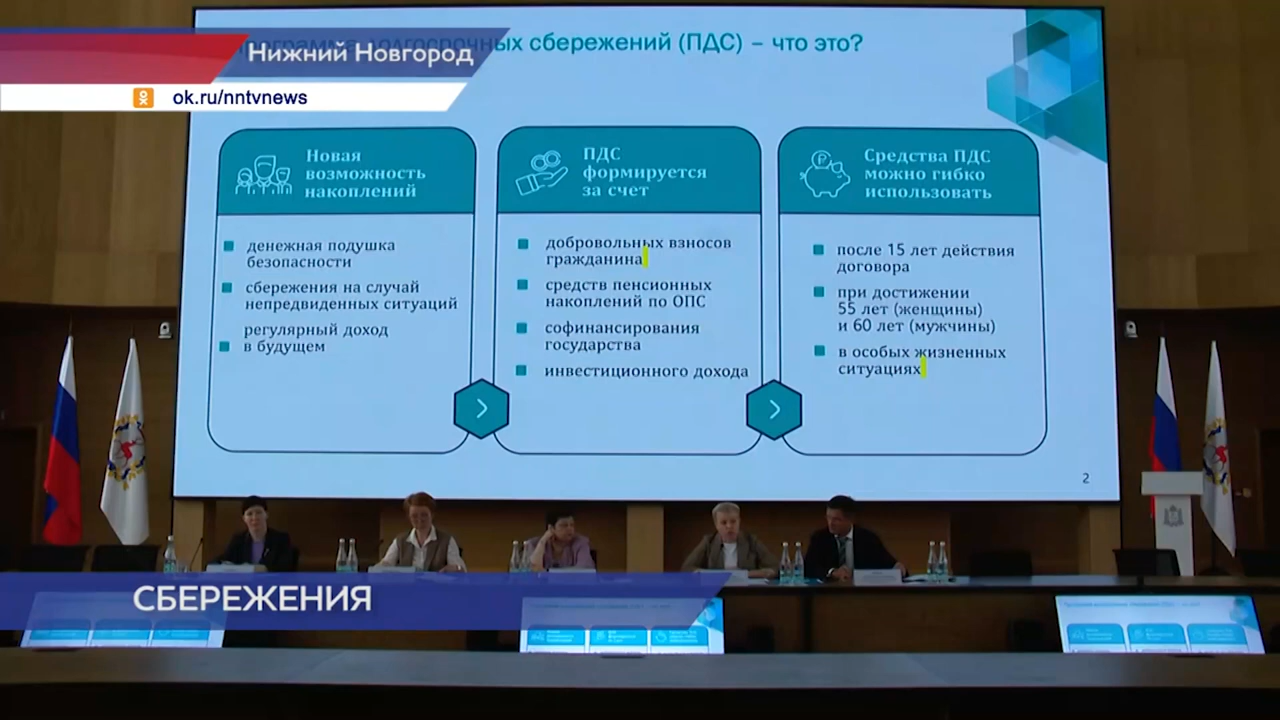 Нижний Новгород
ok.ru/nntvnews
сбережений (ПДС) – что это?
Новая
возможность
накоплений
денежная подушка
безопасности
сбережения на случай
непредвиденных ситуаций
регулярный доход
в будущем
ПДС
формируется
за счет
добровольных взносов
гражданина
средств пенсионных
накоплений по ОПС
софинансирования
государства
инвестиционного дохода
Средства ПДС
можно гибко
использовать
после 15 лет действия
договора
при достижении
55 лет (женщины)
и 60 лет (мужчины)
в особых жизненных
ситуациях
2
СБЕРЕЖЕНИЯ